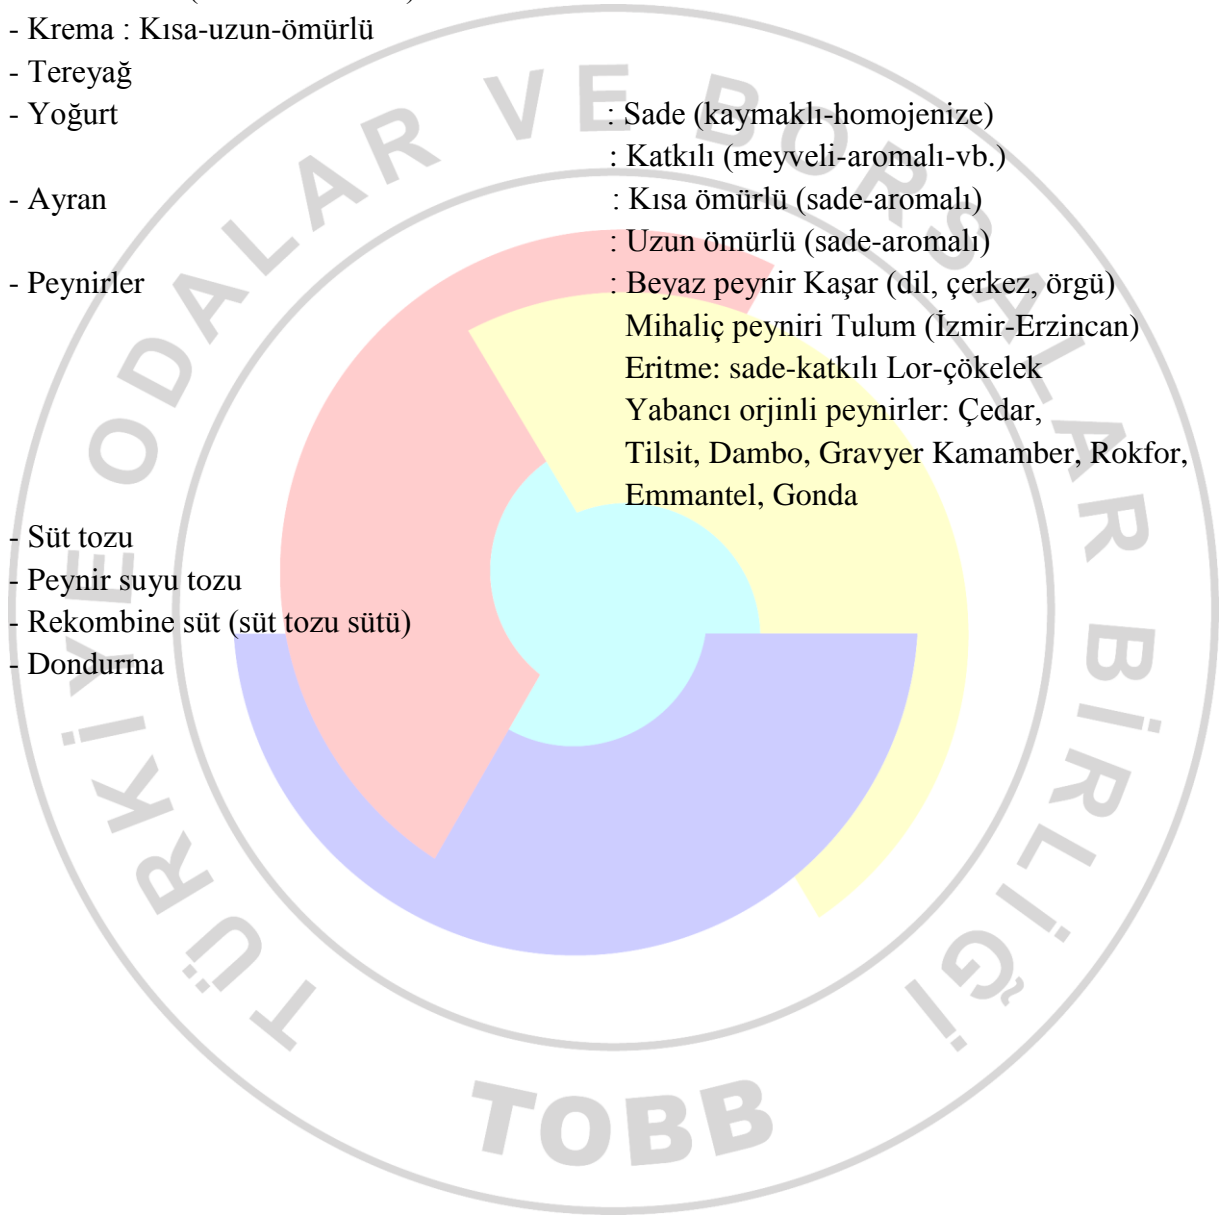 - Krema : Kısa-uzun-ömürlü
- Tereyağ
- Yoğurt : Sade (kaymaklı-homojenize)
: Katkılı (meyveli-aromalı-vb.)
- Ayran : Kısa ömürlü (sade-aromalı)
: Uzun ömürlü (sade-aromalı)
- Peynirler : Beyaz peynir Kaşar (dil, çerkez, örgü)
Mihaliç peyniri Tulum (İzmir-Erzincan)
Eritme: sade-katkılı Lor-çökelek
Yabancı orjinli peynirler: Çedar,
Tilsit, Dambo, Gravyer Kamamber, Rokfor,
Emmantel, Gonda
- Süt tozu
- Peynir suyu tozu
- Rekombine süt (süt tozu sütü)
- Dondurma
TÜRKİYE ODALAR VE BORSALAR BİRLİĞİ
TOBB